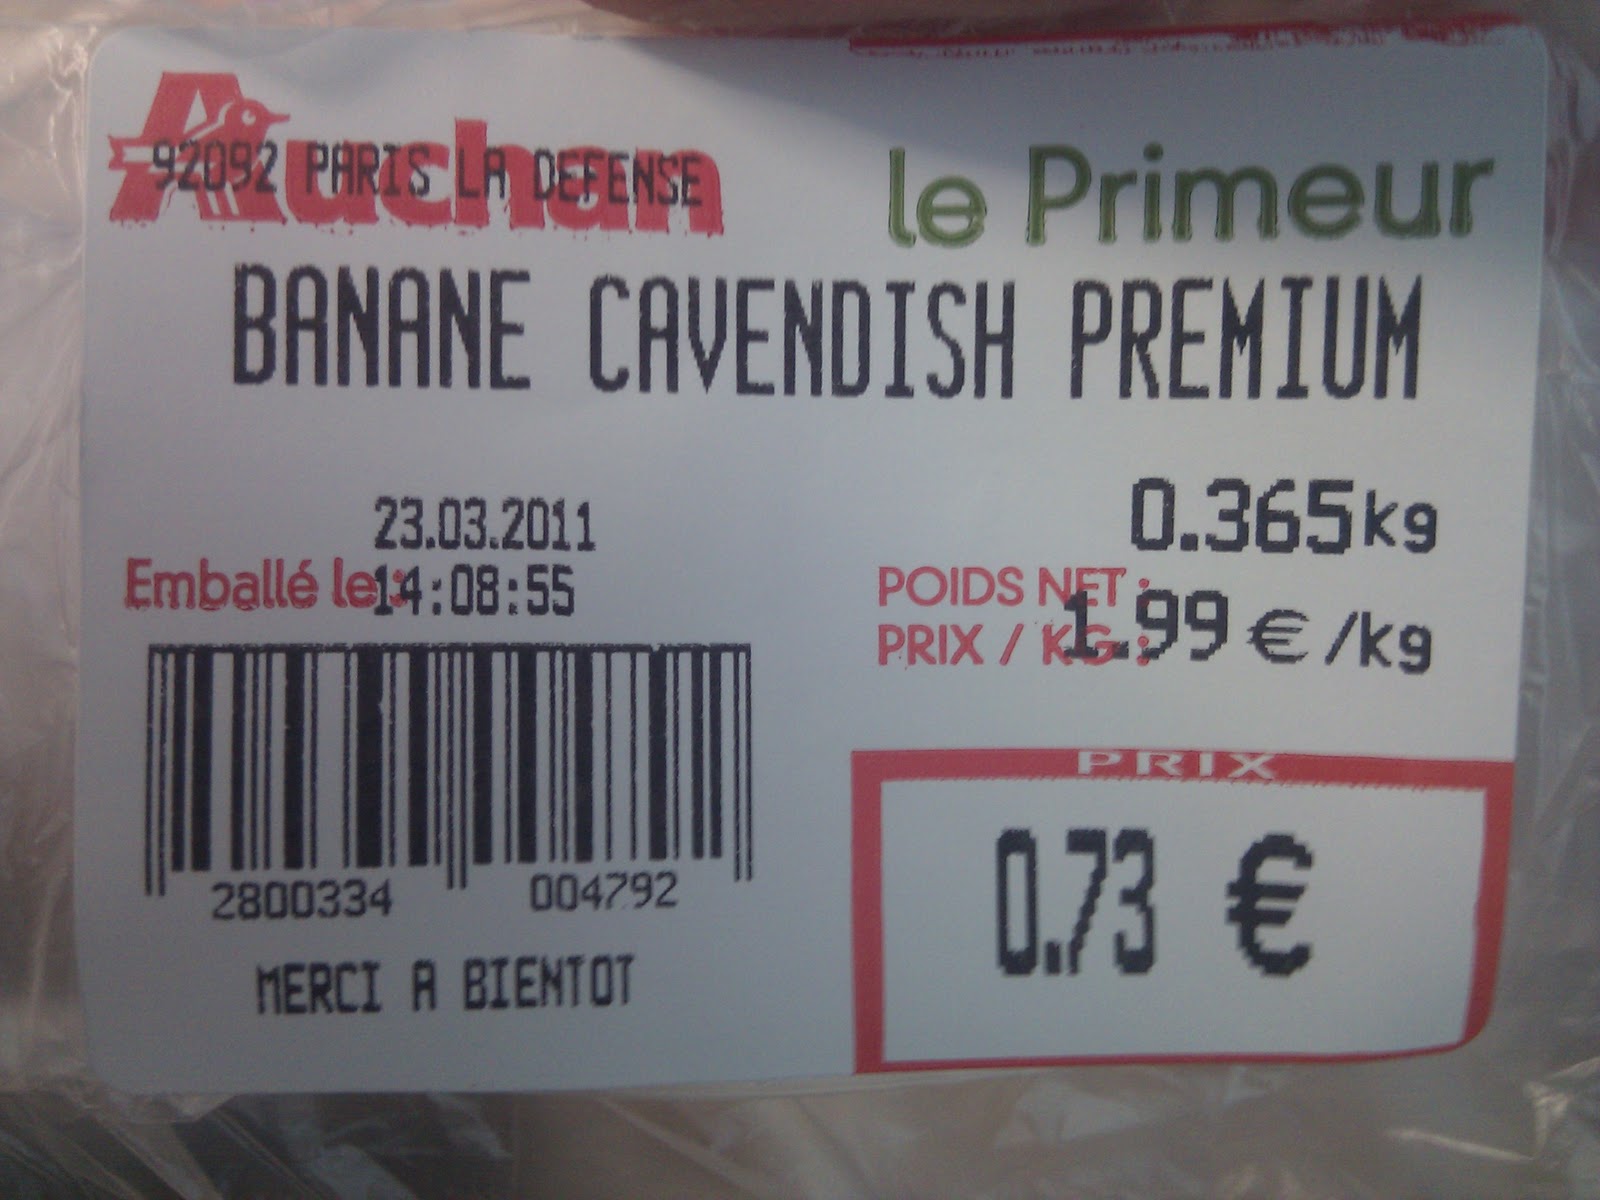 Auchan
92092 PARIS LA DEFENSE
le Primeur
BANANE CAVENDISH PREMIUM
23.03.2011
Emballé le :
14:08:55
0.365kg
POIDS NET :
1.99 € /kg
PRIX / KG :
2800334 004792
MERCI A BIENTOT
PRIX
0.73 €